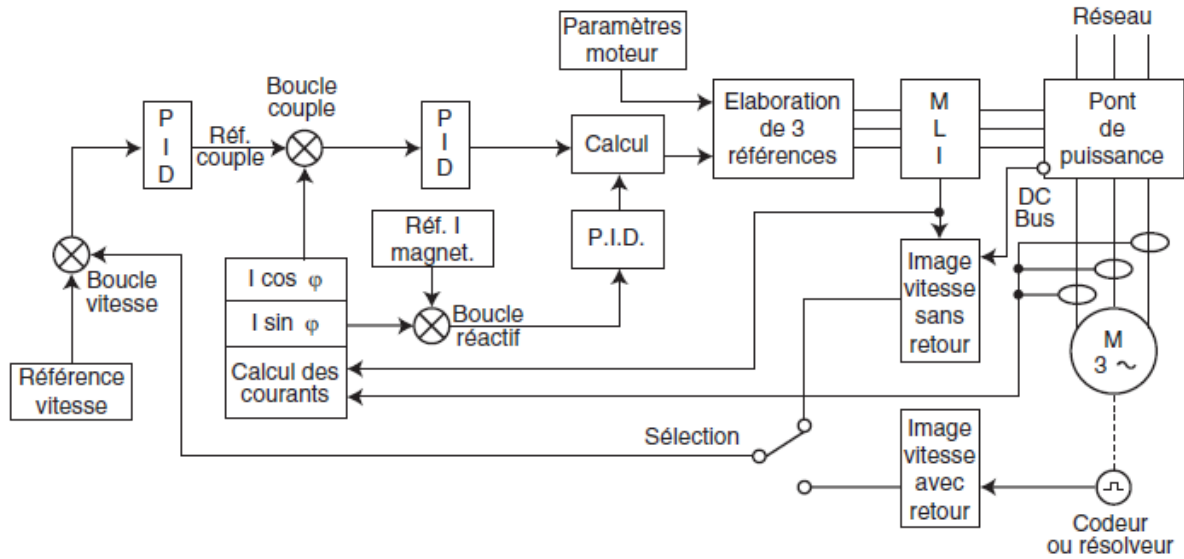 Réseau
Paramètres
moteur
Boucle
couple
P
I
D
Réf.
couple
P
I
D
Calcul
Elaboration
de 3
références
M
L
I
Pont
de
puissance
DC
Bus
Réf. I
magnet.
P.I.D.
Boucle
vitesse
I cos φ
I sin φ
Calcul des
courants
Boucle
réactif
Image
vitesse
sans
retour
M
3 ~
Référence
vitesse
Sélection
Image
vitesse
avec
retour
Codeur
ou résolveur